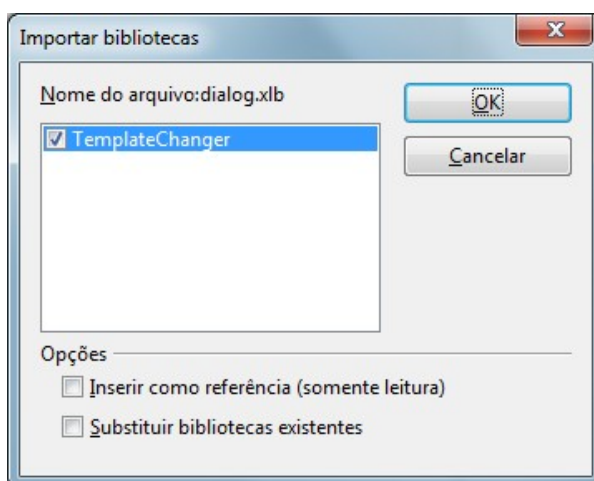 Importar bibliotecas
Nome do arquivo:dialog.xlb
OK
TemplateChanger
Cancelar
Opções
Inserir como referência (somente leitura)
Substituir bibliotecas existentes